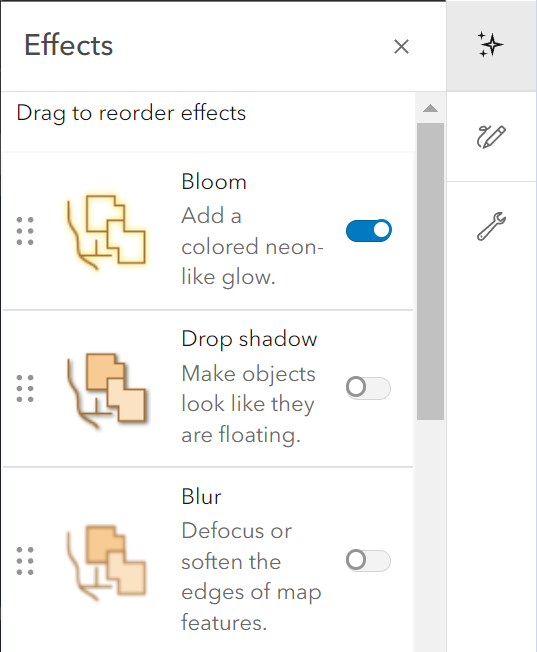 Effects
Drag to reorder effects
Bloom
Add a
colored neon-
like glow.
Drop shadow
Make objects
look like they
are floating.
Blur
Defocus or
soften the
edges of map
features.